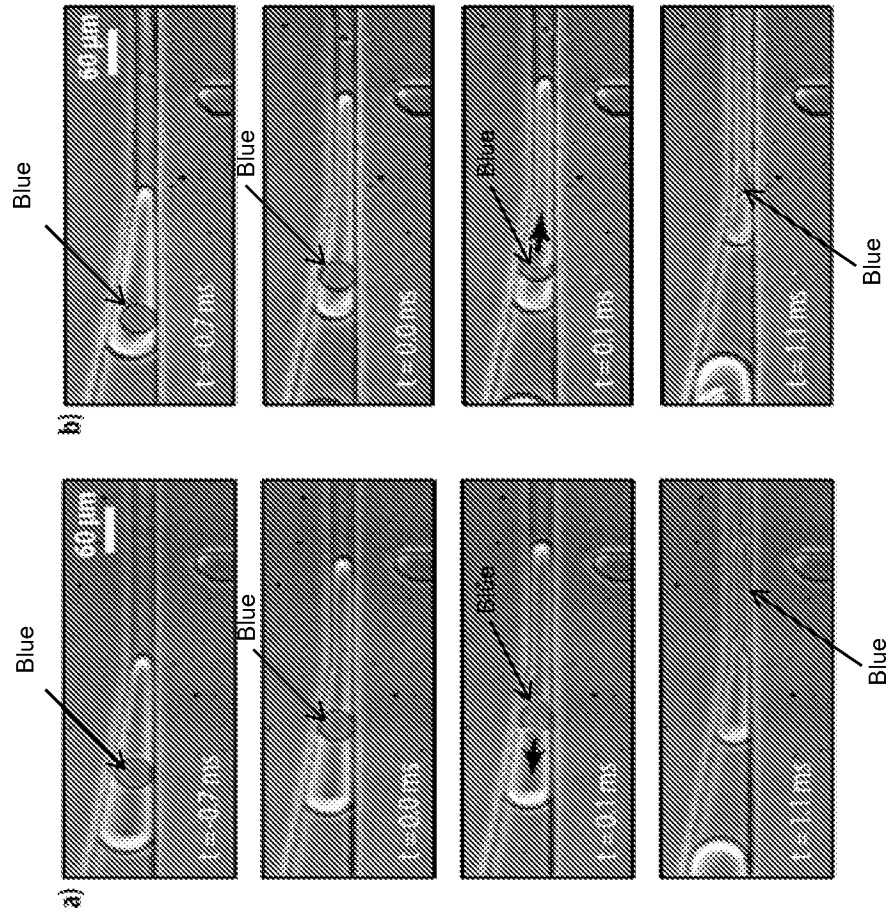 a)
Blue
60 µm
t = -0.7 ms
Blue
t = 0.0 ms
Blue
t = 0.1 ms
t = 1.1 ms
Blue
b)
Blue
60 µm
t = -0.7 ms
Blue
t = 0.0 ms
Blue
t = 0.1 ms
t = 1.1 ms
Blue